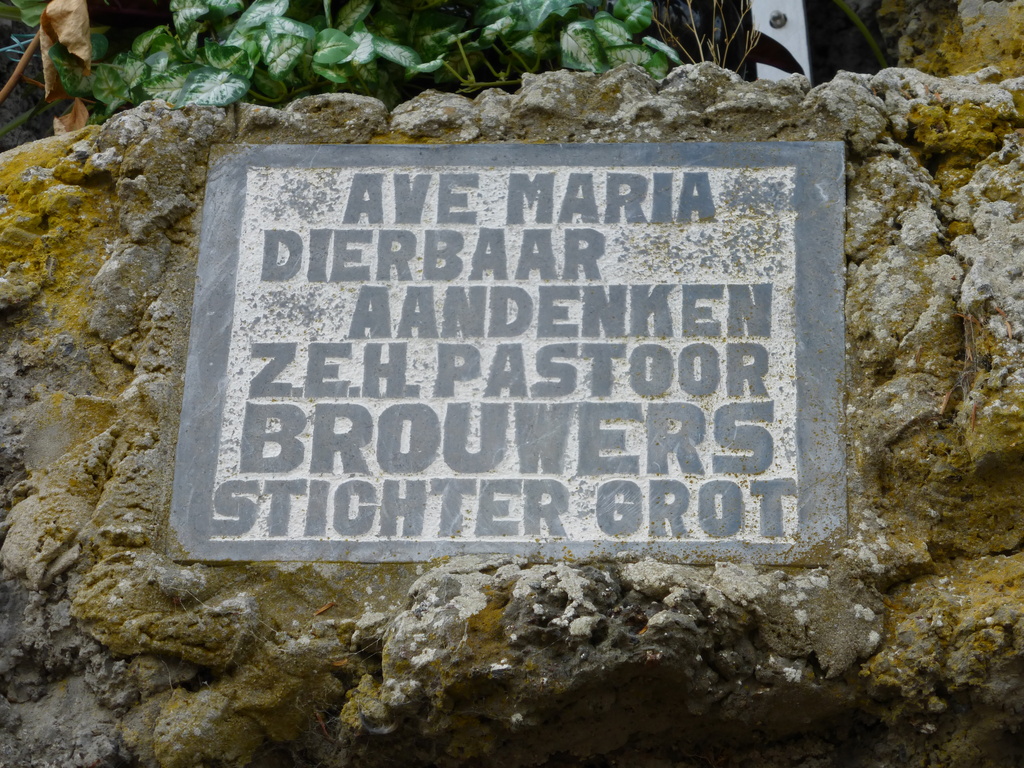 AVE MARIA
DIERBAAR
AANDENKEN
Z.E.H. PASTOOR
BROUWERS
STICHTER GROT